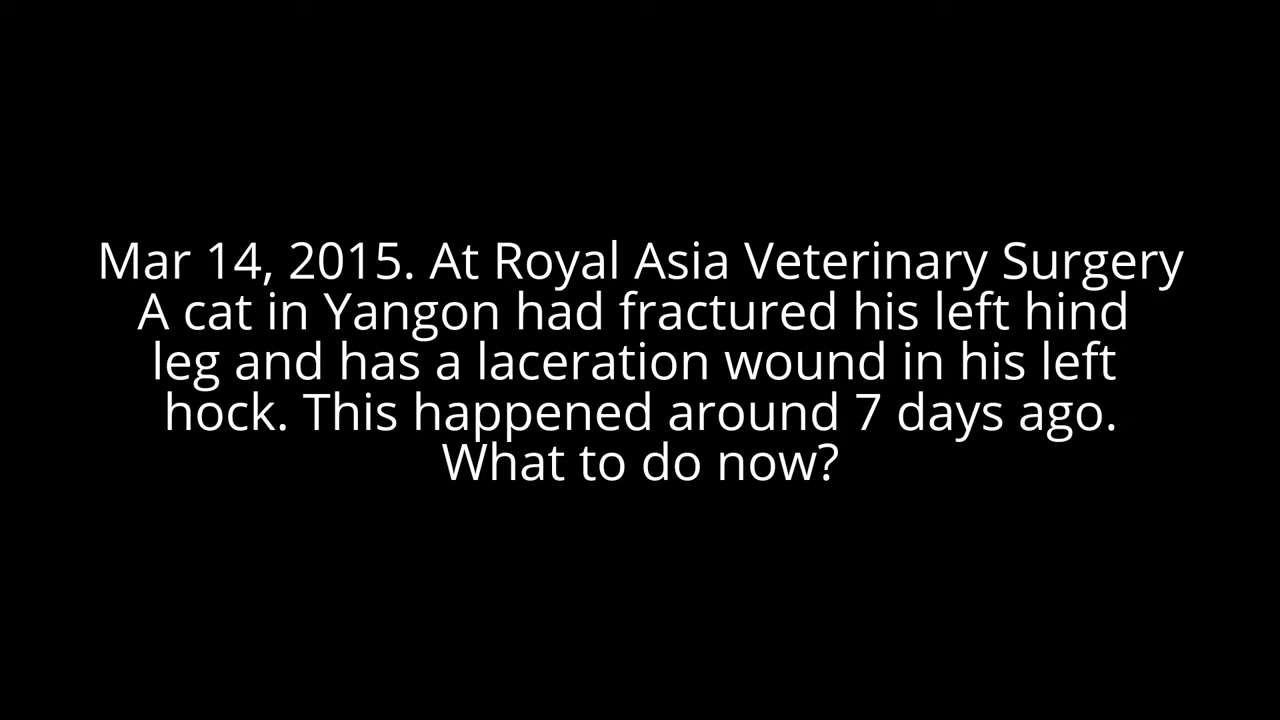 Mar 14, 2015. At Royal Asia Veterinary Surgery
A cat in Yangon had fractured his left hind
leg and has a laceration wound in his left
hock. This happened around 7 days ago.
What to do now?